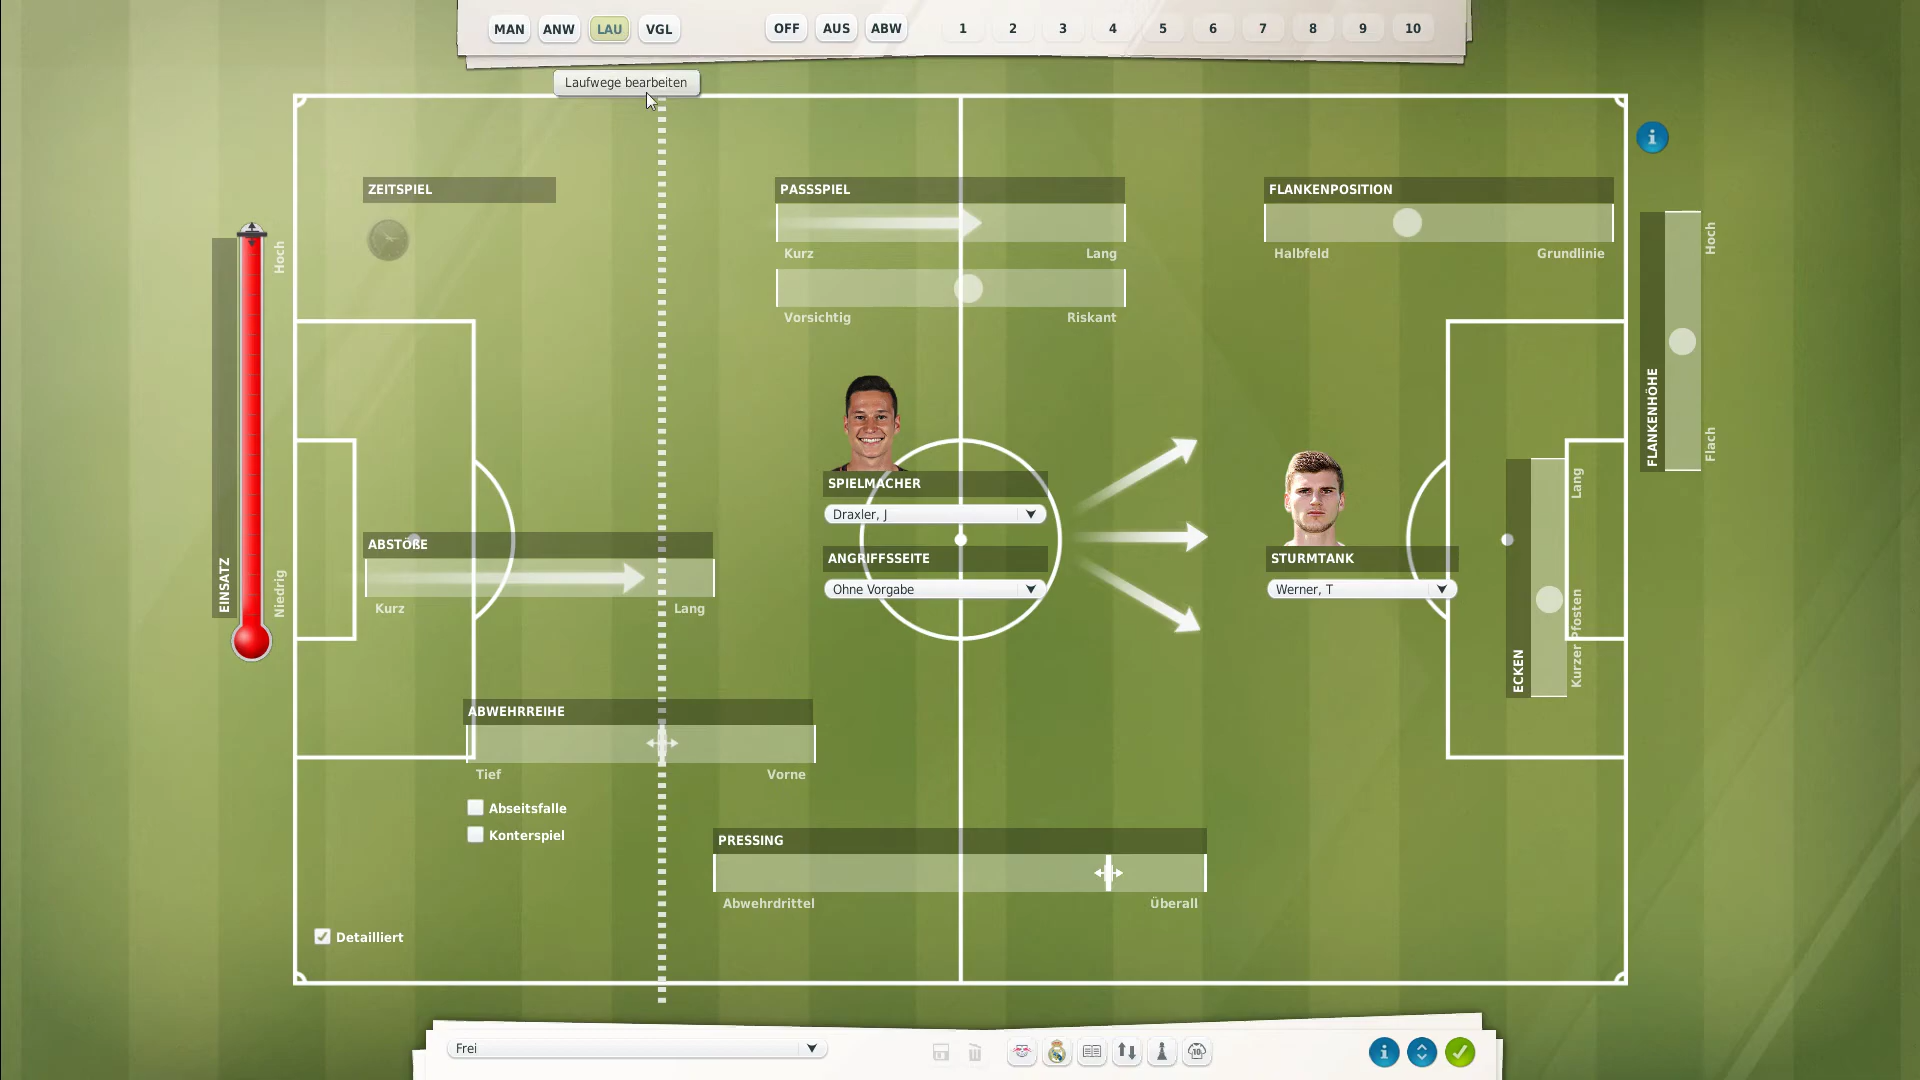 MAN ANW LAU VGL OFF AUS ABW 1 2 3 4 5 6 7 8 9 10
Laufwege bearbeiten
ZEITSPIEL
PASSSPIEL
Kurz Lang
Vorsichtig Riskant
FLANKENPOSITION
Halbfeld Grundlinie
EINSATZ
Hoch
Niedrig
FLANKENHÖHE
Hoch
Flach
SPIELMACHER
Draxler, J
ANGRIFFSSEITE
Ohne Vorgabe
STURMTANK
Werner, T
ECKEN
Lang
Kurzer Pfosten
ABSTÖßE
Kurz Lang
ABWEHRREIHE
Tief Vorne
Abseitsfalle
Konterspiel
PRESSING
Abwehrdrittel Überall
Detailliert
Frei
10